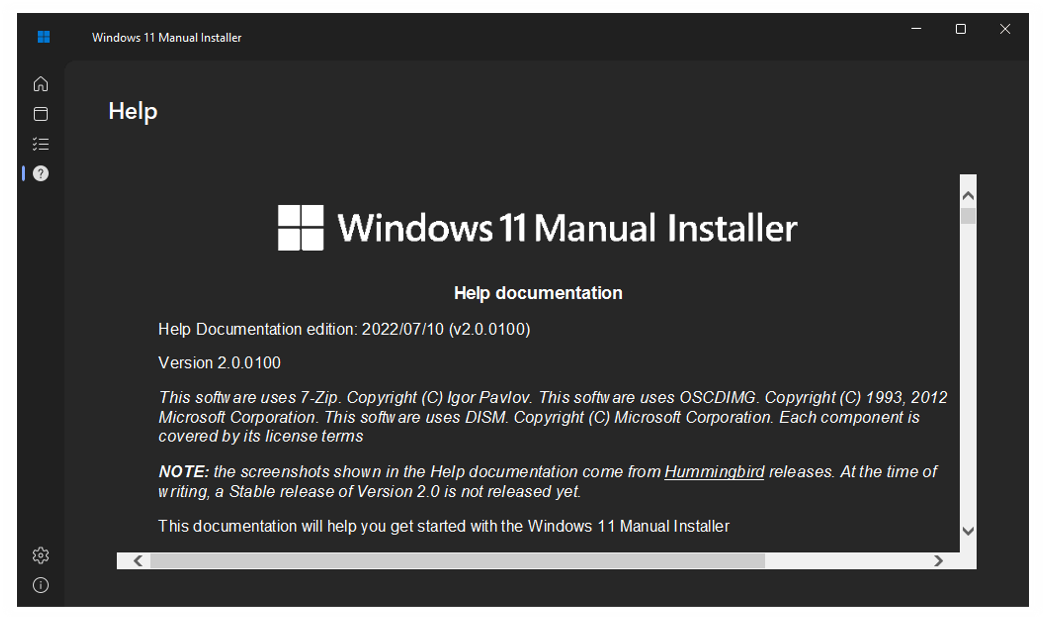 Windows 11 Manual Installer
Help
Windows 11 Manual Installer
Help documentation
Help Documentation edition: 2022/07/10 (v2.0.0100)
Version 2.0.0100
This software uses 7-Zip. Copyright (C) Igor Pavlov. This software uses OSCDIMG. Copyright (C) 1993, 2012
Microsoft Corporation. This software uses DISM. Copyright (C) Microsoft Corporation. Each component is
covered by its license terms
NOTE: the screenshots shown in the Help documentation come from Hummingbird releases. At the time of
writing, a Stable release of Version 2.0 is not released yet.
This documentation will help you get started with the Windows 11 Manual Installer